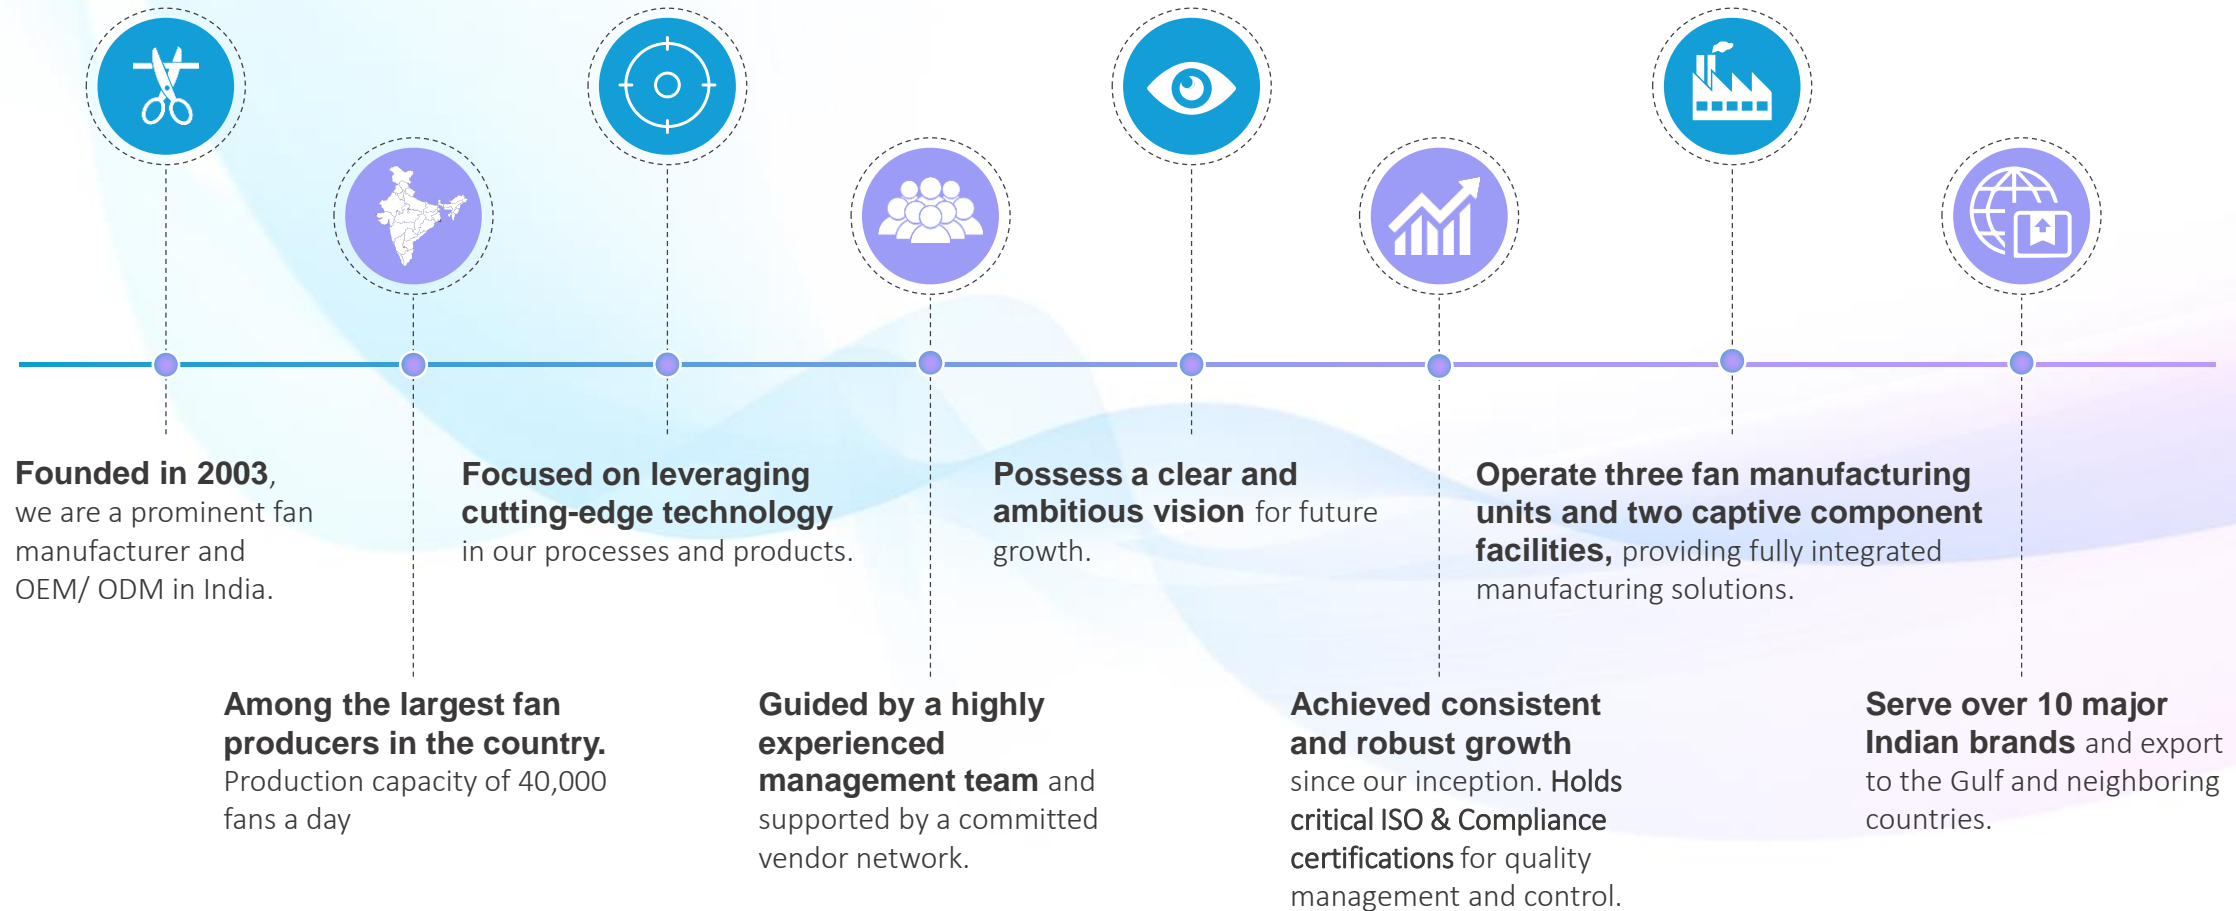 Founded in 2003,
we are a prominent fan
manufacturer and
OEM/ ODM in India.
Among the largest fan
producers in the country.
Production capacity of 40,000
fans a day
Focused on leveraging
cutting-edge technology
in our processes and products.
Guided by a highly
experienced
management team and
supported by a committed
vendor network.
Possess a clear and
ambitious vision for future
growth.
Achieved consistent
and robust growth
since our inception. Holds
critical ISO & Compliance
certifications for quality
management and control.
Operate three fan manufacturing
units and two captive component
facilities, providing fully integrated
manufacturing solutions.
Serve over 10 major
Indian brands and export
to the Gulf and neighboring
countries.